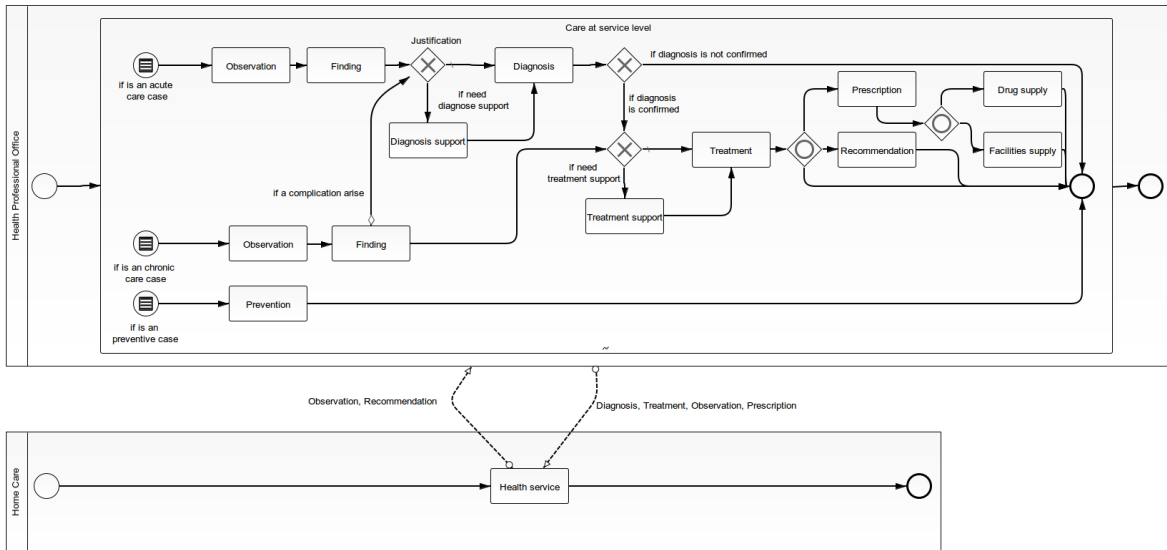 Health Professional Office
Care at service level
Justification
Observation
Finding
Diagnosis
if diagnosis is not confirmed
if is an acute
care case
if need
diagnose support
if diagnosis
is confirmed
Prescription
Drug supply
Diagnosis support
Treatment
Recommendation
Facilities supply
if need
treatment support
if a complication arise
Treatment support
Observation
Finding
if is an chronic
care case
Prevention
if is an
preventive case
~
Observation, Recommendation
Diagnosis, Treatment, Observation, Prescription
Home Care
Health service